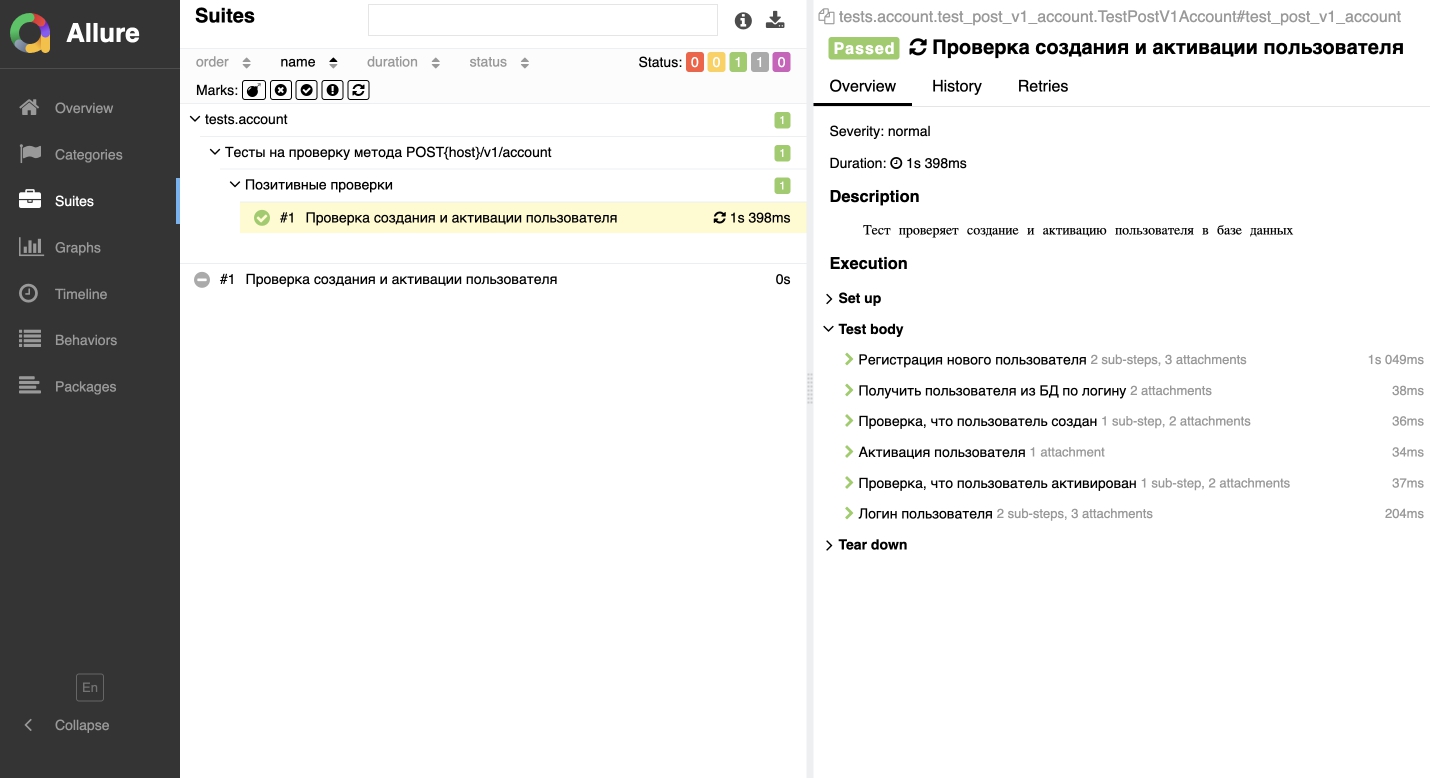 Allure
Overview
Categories
Suites
Graphs
Timeline
Behaviors
Packages
En
Collapse
Suites
order name duration status Status: 0 0 1 1 0
Marks:
tests.account 1
Тесты на проверку метода POST{host}/v1/account 1
Позитивные проверки 1
#1 Проверка создания и активации пользователя 1s 398ms
#1 Проверка создания и активации пользователя 0s
tests.account.test_post_v1_account.TestPostV1Account#test_post_v1_account
Passed Проверка создания и активации пользователя
Overview History Retries
Severity: normal
Duration: 1s 398ms
Description
Тест проверяет создание и активацию пользователя в базе данных
Execution
Set up
Test body
Регистрация нового пользователя 2 sub-steps, 3 attachments 1s 049ms
Получить пользователя из БД по логину 2 attachments 38ms
Проверка, что пользователь создан 1 sub-step, 2 attachments 36ms
Активация пользователя 1 attachment 34ms
Проверка, что пользователь активирован 1 sub-step, 2 attachments 37ms
Логин пользователя 2 sub-steps, 3 attachments 204ms
Tear down